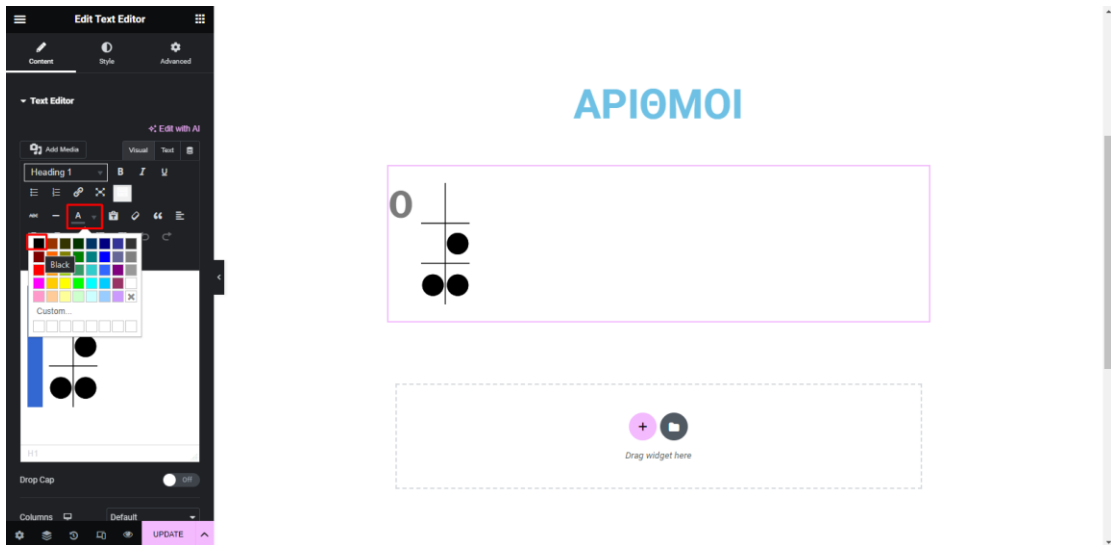 Edit Text Editor
Content Style Advanced
Text Editor
Edit with AI
Add Media Visual Text
Heading 1 B I U
ABC A
Black
Custom...
H1
Drop Cap Off
Columns Default
UPDATE
ΑΡΙΘΜΟΙ
0
Drag widget here